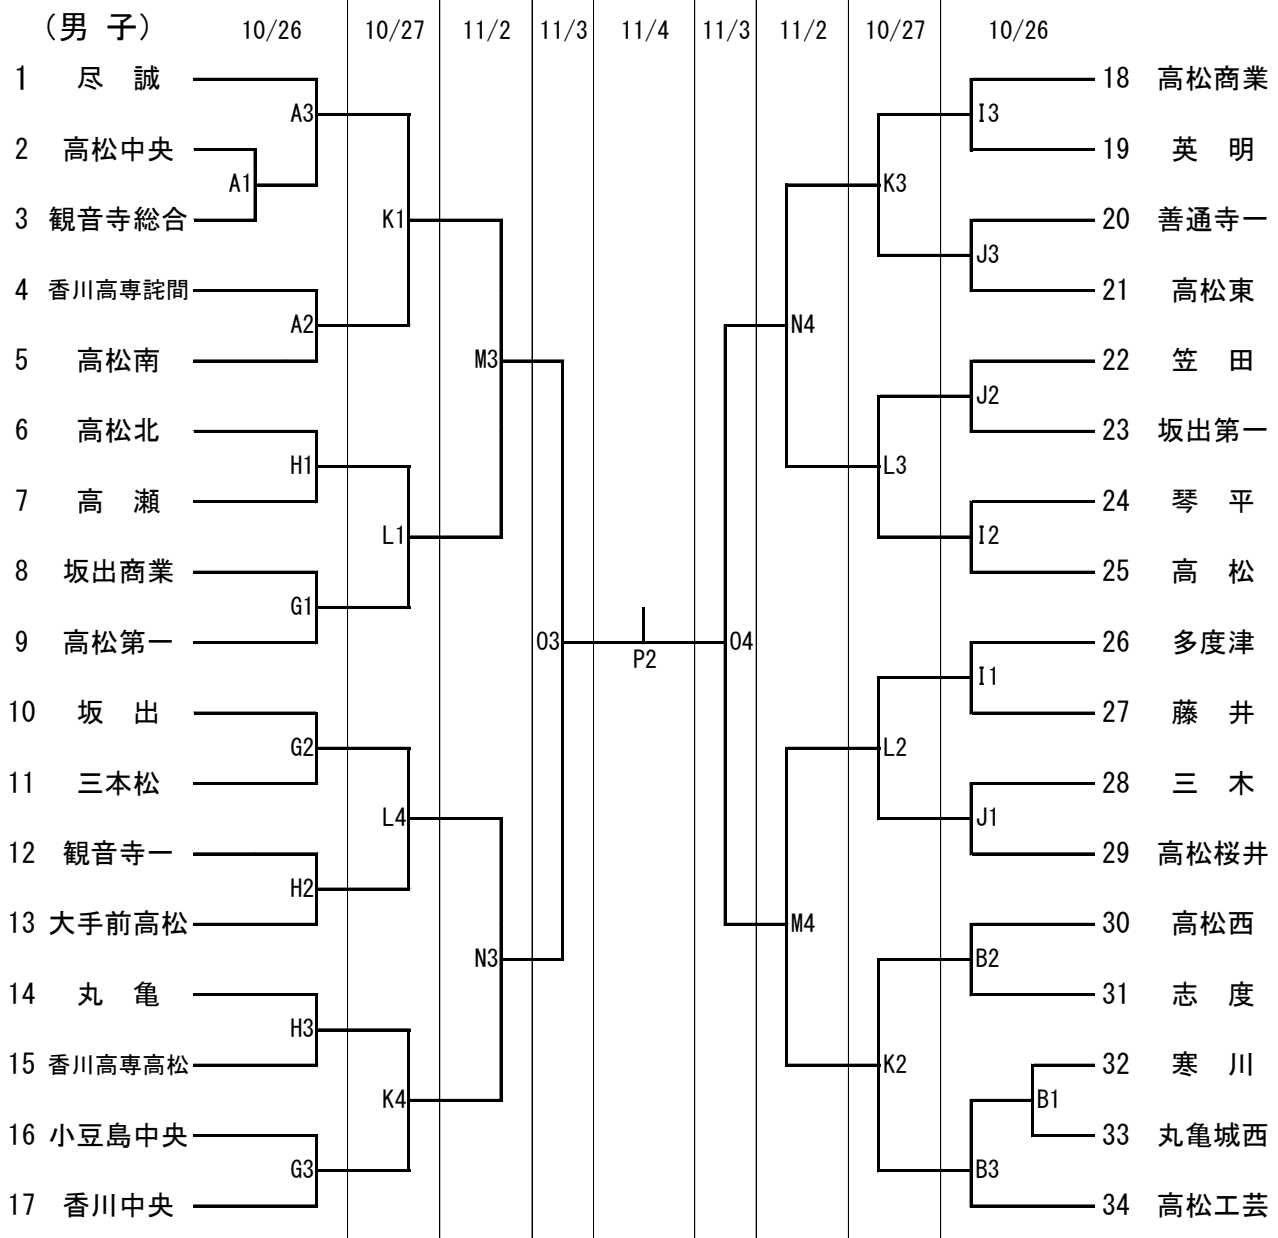 （男 子） 10/26 10/27 11/2 11/3 11/4 11/3 11/2 10/27 10/26
1 尽 誠 18 高松商業
A3 I3
2 高松中央 19 英 明
A1 K3
3 観音寺総合 K1 20 善通寺一
J3
4 香川高専詫間 21 高松東
A2 N4
5 高松南 M3 22 笠 田
J2
6 高松北 23 坂出第一
H1 L3
7 高 瀬 24 琴 平
L1 I2
8 坂出商業 25 高 松
G1
9 高松第一 O3 P2 O4 26 多度津
I1
10 坂 出 27 藤 井
G2 L2
11 三本松 28 三 木
L4 J1
12 観音寺一 29 高松桜井
H2
13 大手前高松 M4 30 高松西
N3 B2
14 丸 亀 31 志 度
H3
15 香川高専高松 K2 32 寒 川
K4 B1
16 小豆島中央 33 丸亀城西
G3 B3
17 香川中央 34 高松工芸